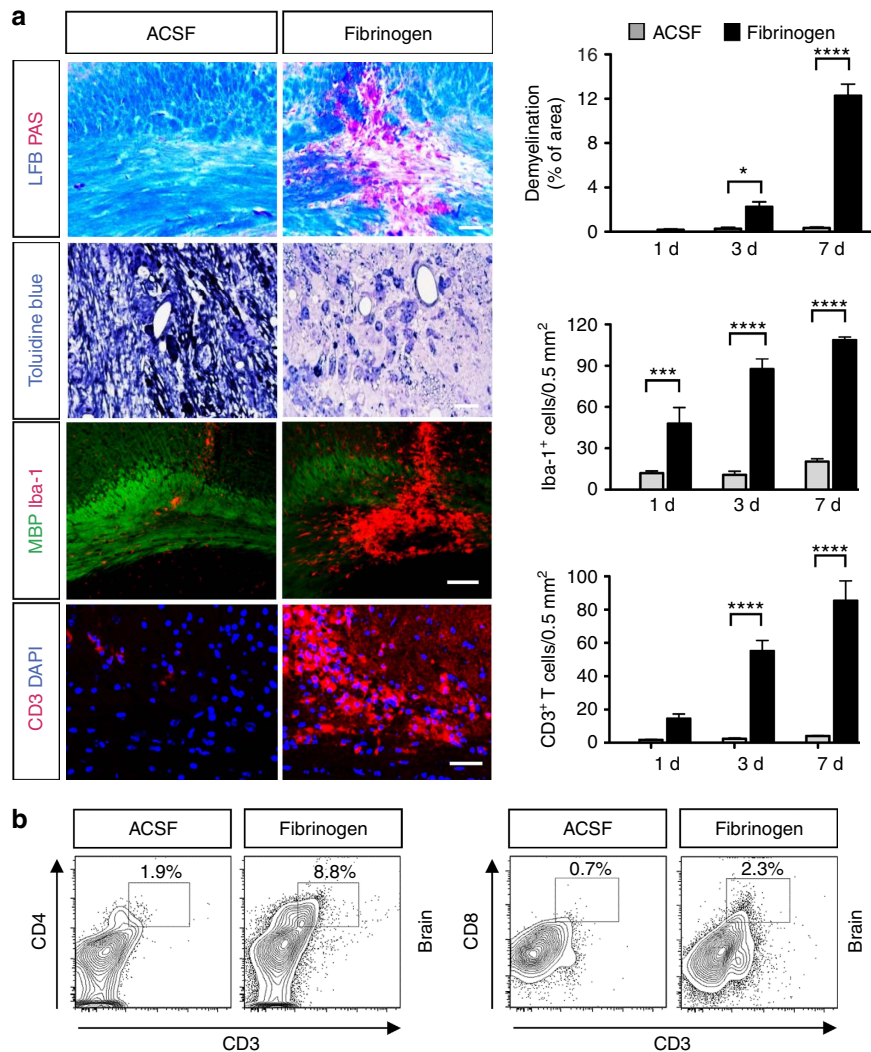 a
ACSF
Fibrinogen
LFB PAS
Toluidine blue
MBP Iba-1
CD3 DAPI
ACSF Fibrinogen
Demyelination
(% of area)
16
12
8
4
0
*
****
1 d 3 d 7 d
Iba-1+ cells/0.5 mm2
120
90
60
30
0
***
****
****
1 d 3 d 7 d
CD3+ T cells/0.5 mm2
100
80
60
40
20
0
****
****
1 d 3 d 7 d
b
ACSF
Fibrinogen
CD4
1.9%
8.8%
Brain
CD3
ACSF
Fibrinogen
CD8
0.7%
2.3%
Brain
CD3